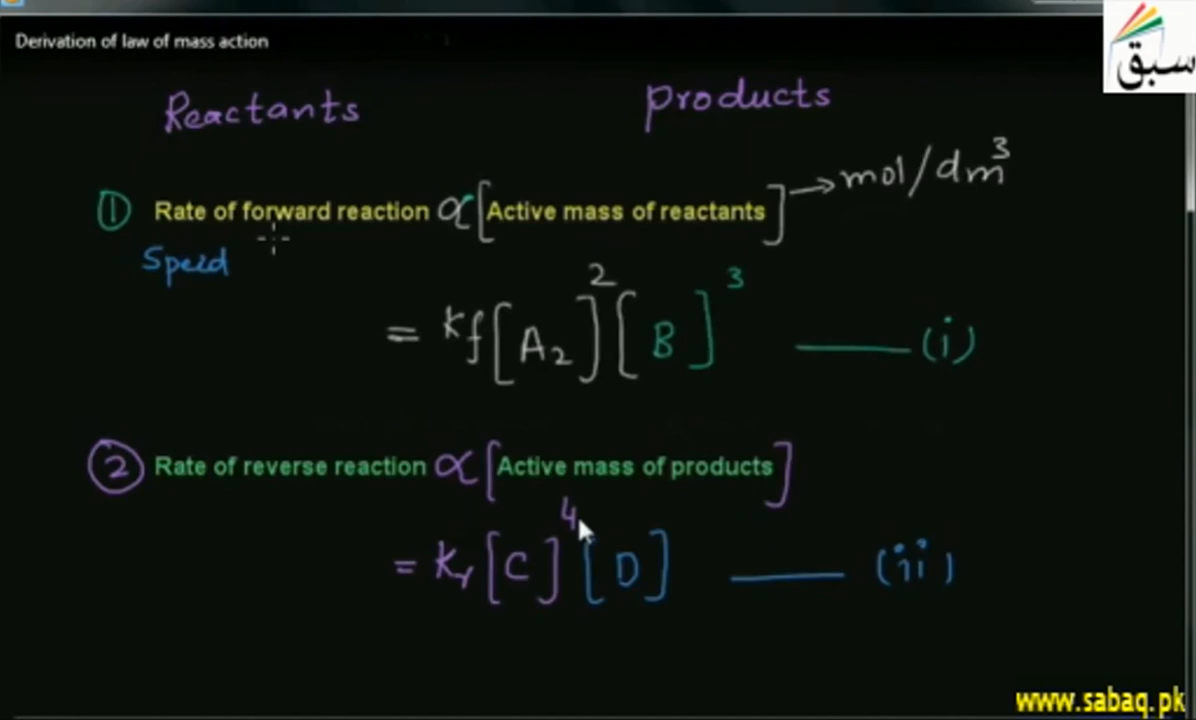 Derivation of law of mass action
سبق
Reactants products
① Rate of forward reaction ∝ [Active mass of reactants] → mol/dm³
Speed
= kf[A₂]²[B]³ —— (i)
② Rate of reverse reaction ∝ [Active mass of products]
= Kr[C]⁴[D] —— (ii)
www.sabaq.pk